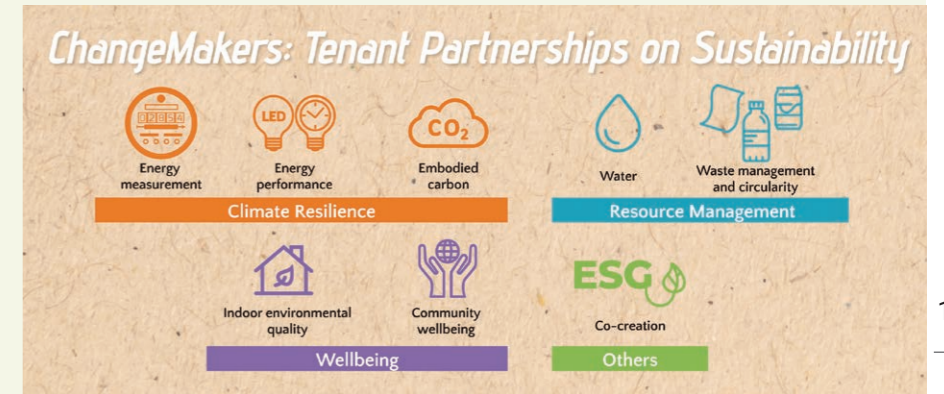 ChangeMakers: Tenant Partnerships on Sustainability
02954
LED
CO₂
Energy
measurement
Energy
performance
Embodied
carbon
Water
Waste management
and circularity
Climate Resilience
Resource Management
Indoor environmental
quality
Community
wellbeing
ESG
Co-creation
Wellbeing
Others